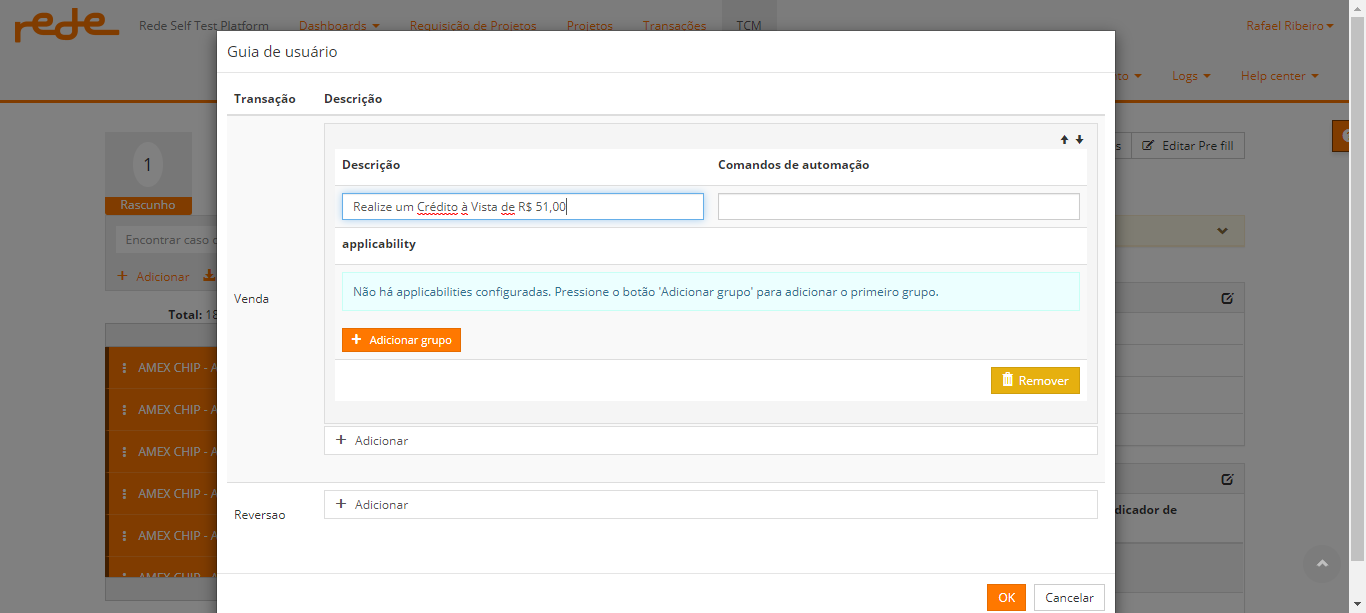 rede
Rede Self Test Platform Dashboards Requisição de Projetos Projetos Transações TCM Rafael Ribeiro
Guia de usuário
Logs Help center
Transação Descrição
1
Editar Pre fill
Descrição Comandos de automação
Rascunho
Realize um Crédito à Vista de R$ 51,00
Encontrar caso
applicability
+ Adicionar
Não há applicabilities configuradas. Pressione o botão 'Adicionar grupo' para adicionar o primeiro grupo.
Venda
Total: 18
+ Adicionar grupo
AMEX CHIP - A
Remover
AMEX CHIP - A
+ Adicionar
AMEX CHIP - A
AMEX CHIP - A
Reversao + Adicionar
AMEX CHIP - A
AMEX CHIP - A
OK Cancelar